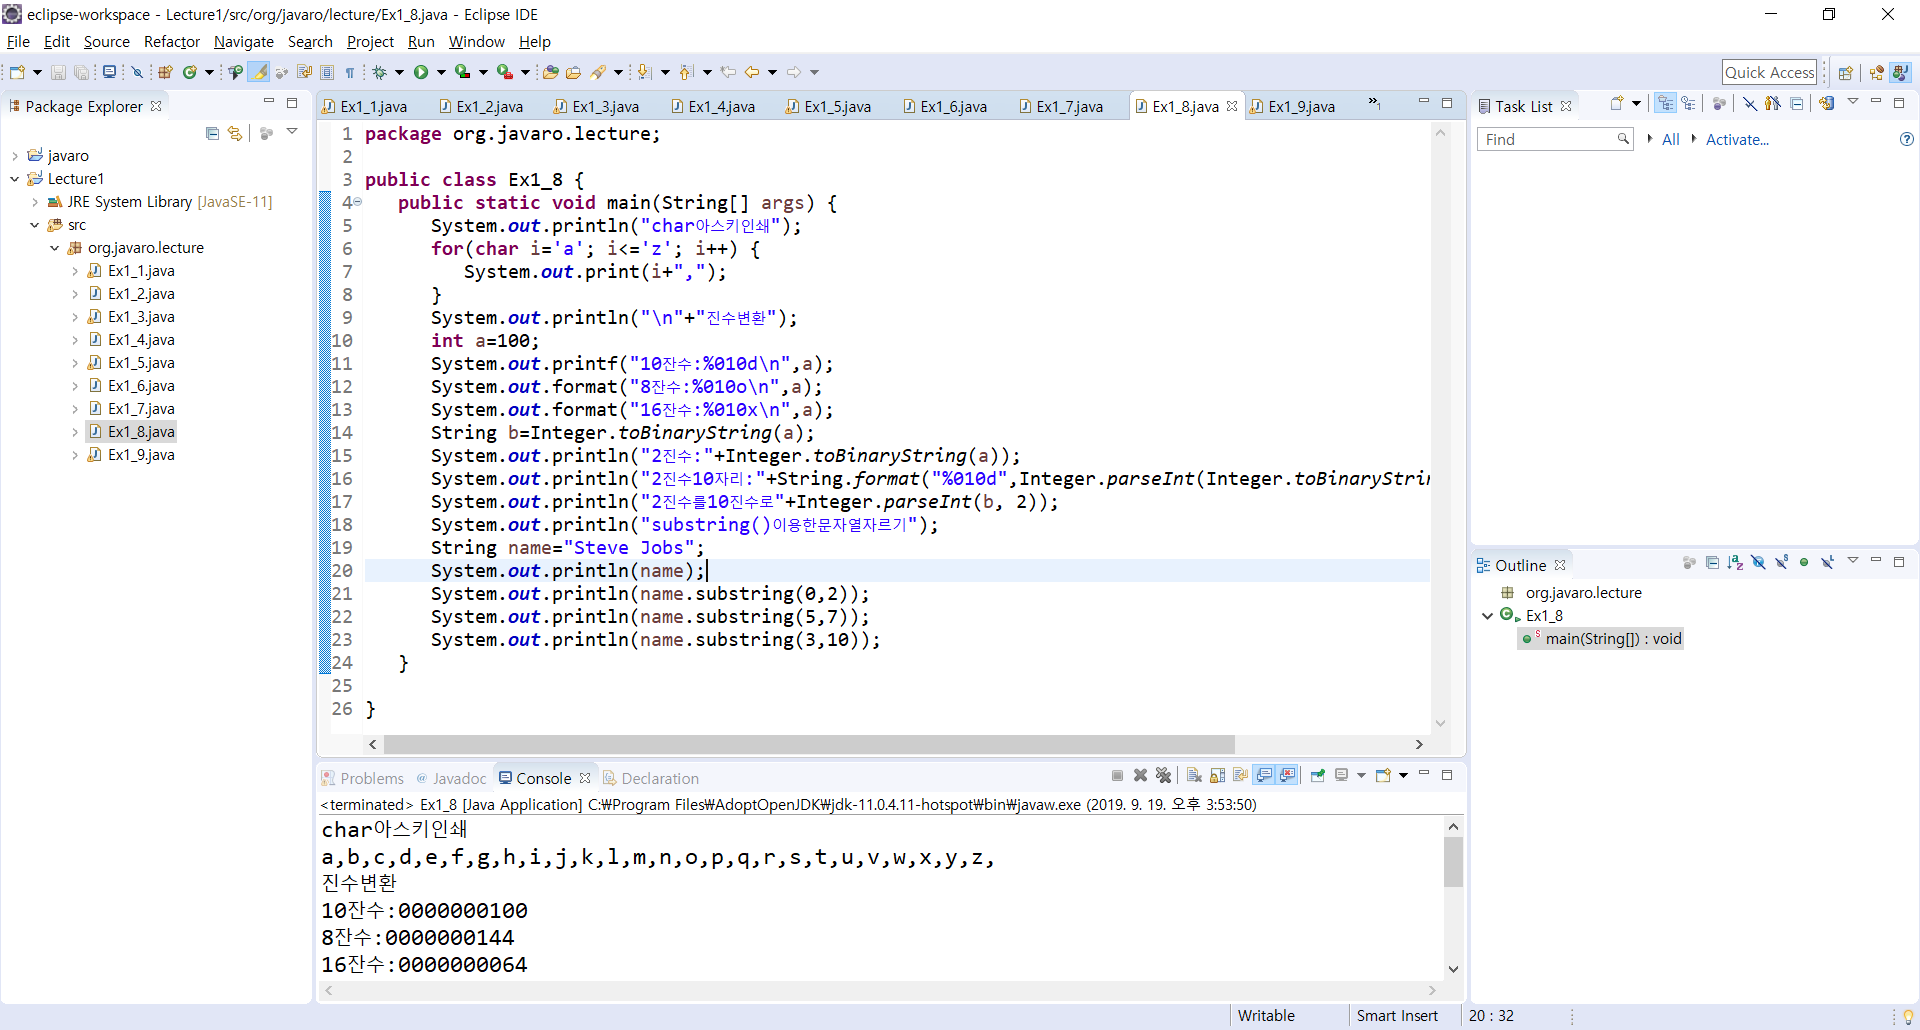 eclipse-workspace - Lecture1/src/org/javaro/lecture/Ex1_8.java - Eclipse IDE
File Edit Source Refactor Navigate Search Project Run Window Help
Quick Access
Package Explorer
javaro
Lecture1
JRE System Library [JavaSE-11]
src
org.javaro.lecture
Ex1_1.java
Ex1_2.java
Ex1_3.java
Ex1_4.java
Ex1_5.java
Ex1_6.java
Ex1_7.java
Ex1_8.java
Ex1_9.java
Ex1_1.java Ex1_2.java Ex1_3.java Ex1_4.java Ex1_5.java Ex1_6.java Ex1_7.java Ex1_8.java Ex1_9.java »1
1 package org.javaro.lecture;
2
3 public class Ex1_8 {
4 public static void main(String[] args) {
5 System.out.println("char아스키인쇄");
6 for(char i='a'; i<='z'; i++) {
7 System.out.print(i+",");
8 }
9 System.out.println("\n"+"진수변환");
10 int a=100;
11 System.out.printf("10잔수:%010d\n",a);
12 System.out.format("8잔수:%010o\n",a);
13 System.out.format("16잔수:%010x\n",a);
14 String b=Integer.toBinaryString(a);
15 System.out.println("2진수:"+Integer.toBinaryString(a));
16 System.out.println("2진수10자리:"+String.format("%010d",Integer.parseInt(Integer.toBinaryStrin
17 System.out.println("2진수를10진수로"+Integer.parseInt(b, 2));
18 System.out.println("substring()이용한문자열자르기");
19 String name="Steve Jobs";
20 System.out.println(name);
21 System.out.println(name.substring(0,2));
22 System.out.println(name.substring(5,7));
23 System.out.println(name.substring(3,10));
24 }
25
26 }
Problems @ Javadoc Console Declaration
<terminated> Ex1_8 [Java Application] C:₩Program Files₩AdoptOpenJDK₩jdk-11.0.4.11-hotspot₩bin₩javaw.exe (2019. 9. 19. 오후 3:53:50)
char아스키인쇄
a,b,c,d,e,f,g,h,i,j,k,l,m,n,o,p,q,r,s,t,u,v,w,x,y,z,
진수변환
10잔수:0000000100
8잔수:0000000144
16잔수:0000000064
Task List
Find All Activate...
Outline
org.javaro.lecture
Ex1_8
main(String[]) : void
Writable Smart Insert 20 : 32